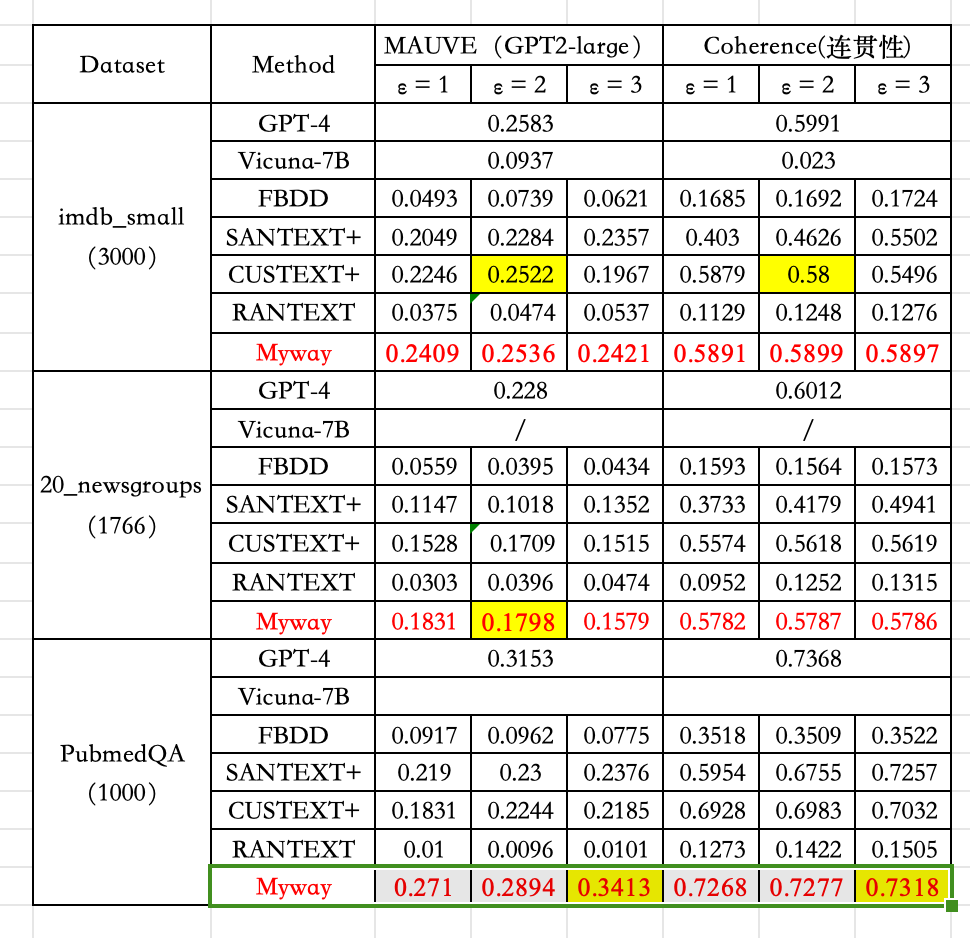 Dataset Method MAUVE（GPT2-large） Coherence(连贯性)
ε = 1 ε = 2 ε = 3 ε = 1 ε = 2 ε = 3
imdb_small
（3000）
GPT-4 0.2583 0.5991
Vicuna-7B 0.0937 0.023
FBDD 0.0493 0.0739 0.0621 0.1685 0.1692 0.1724
SANTEXT+ 0.2049 0.2284 0.2357 0.403 0.4626 0.5502
CUSTEXT+ 0.2246 0.2522 0.1967 0.5879 0.58 0.5496
RANTEXT 0.0375 0.0474 0.0537 0.1129 0.1248 0.1276
Myway 0.2409 0.2536 0.2421 0.5891 0.5899 0.5897
20_newsgroups
（1766）
GPT-4 0.228 0.6012
Vicuna-7B / /
FBDD 0.0559 0.0395 0.0434 0.1593 0.1564 0.1573
SANTEXT+ 0.1147 0.1018 0.1352 0.3733 0.4179 0.4941
CUSTEXT+ 0.1528 0.1709 0.1515 0.5574 0.5618 0.5619
RANTEXT 0.0303 0.0396 0.0474 0.0952 0.1252 0.1315
Myway 0.1831 0.1798 0.1579 0.5782 0.5787 0.5786
PubmedQA
（1000）
GPT-4 0.3153 0.7368
Vicuna-7B
FBDD 0.0917 0.0962 0.0775 0.3518 0.3509 0.3522
SANTEXT+ 0.219 0.23 0.2376 0.5954 0.6755 0.7257
CUSTEXT+ 0.1831 0.2244 0.2185 0.6928 0.6983 0.7032
RANTEXT 0.01 0.0096 0.0101 0.1273 0.1422 0.1505
Myway 0.271 0.2894 0.3413 0.7268 0.7277 0.7318